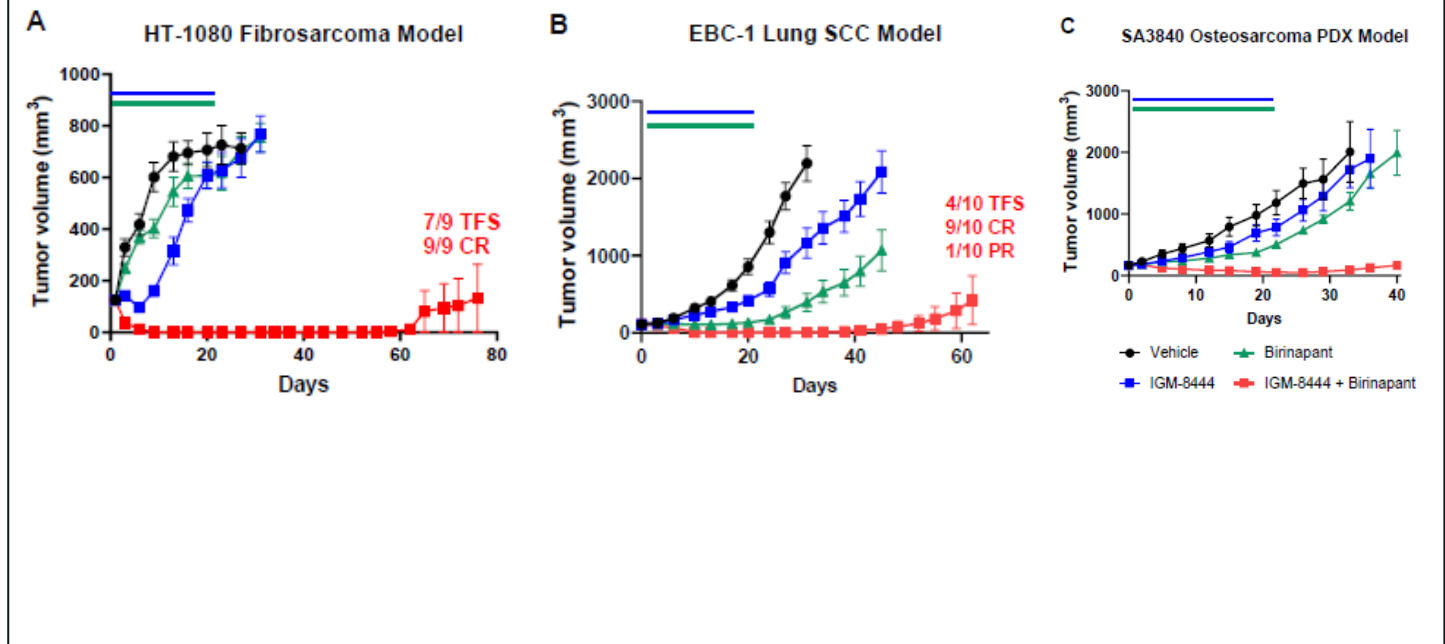 A
HT-1080 Fibrosarcoma Model
Tumor volume (mm³)
1000
800
600
400
200
0
0 20 40 60 80
Days
7/9 TFS
9/9 CR
B
EBC-1 Lung SCC Model
Tumor volume (mm³)
3000
2000
1000
0
0 20 40 60
Days
4/10 TFS
9/10 CR
1/10 PR
C
SA3840 Osteosarcoma PDX Model
Tumor volume (mm³)
3000
2000
1000
0
0 10 20 30 40
Days
Vehicle Birinapant
IGM-8444 IGM-8444 + Birinapant